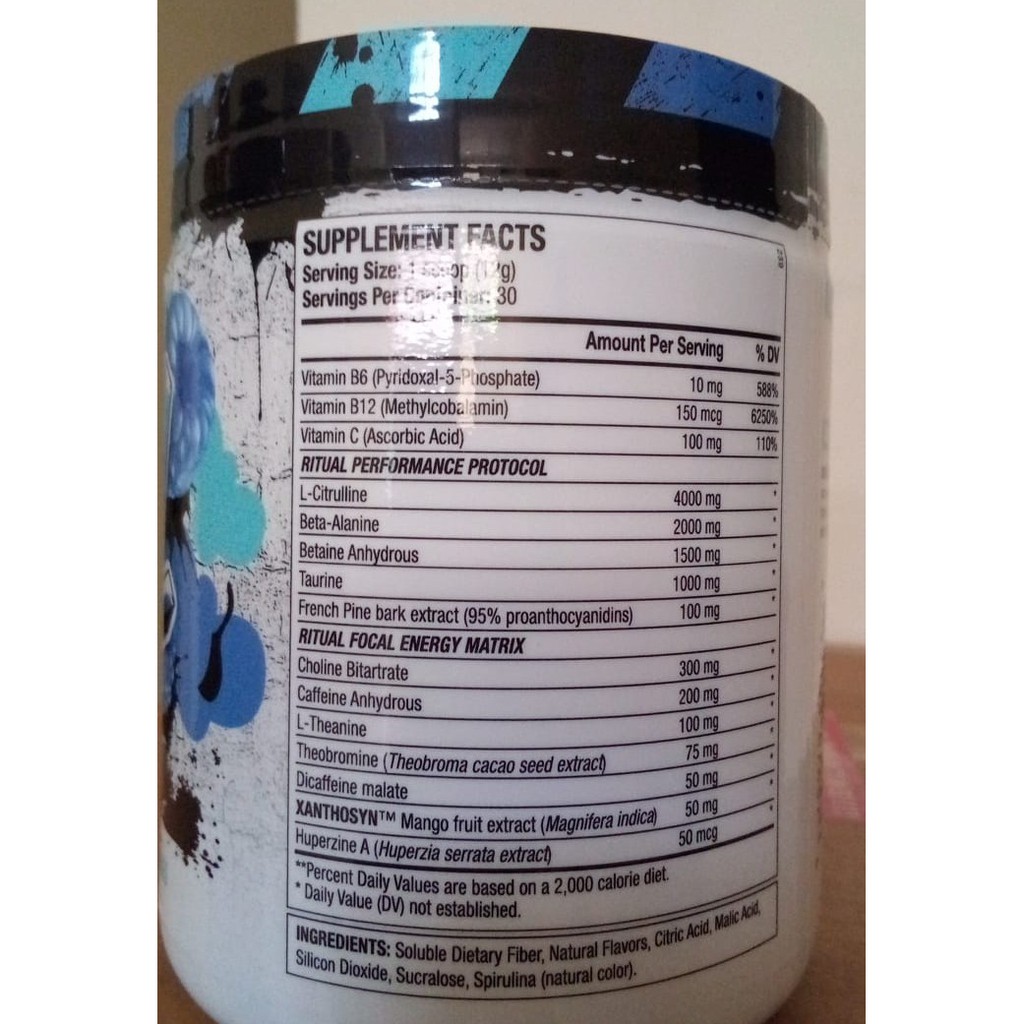 SUPPLEMENT FACTS
Serving Size: 1 Scoop (12g)
Servings Per Container: 30
239
Amount Per Serving % DV
Vitamin B6 (Pyridoxal-5-Phosphate) 10 mg 588%
Vitamin B12 (Methylcobalamin) 150 mcg 6250%
Vitamin C (Ascorbic Acid) 100 mg 110%
RITUAL PERFORMANCE PROTOCOL
L-Citrulline 4000 mg *
Beta-Alanine 2000 mg *
Betaine Anhydrous 1500 mg *
Taurine 1000 mg *
French Pine bark extract (95% proanthocyanidins) 100 mg *
RITUAL FOCAL ENERGY MATRIX
Choline Bitartrate 300 mg *
Caffeine Anhydrous 200 mg *
L-Theanine 100 mg *
Theobromine (Theobroma cacao seed extract) 75 mg *
Dicaffeine malate 50 mg *
XANTHOSYN™ Mango fruit extract (Magnifera indica) 50 mg *
Huperzine A (Huperzia serrata extract) 50 mcg *
**Percent Daily Values are based on a 2,000 calorie diet.
* Daily Value (DV) not established.
INGREDIENTS: Soluble Dietary Fiber, Natural Flavors, Citric Acid, Malic Acid,
Silicon Dioxide, Sucralose, Spirulina (natural color).